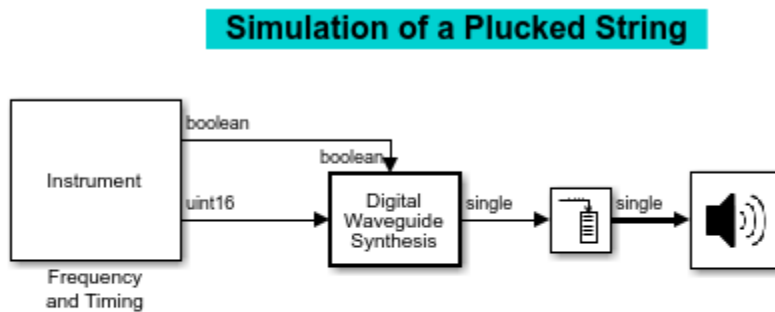 Simulation of a Plucked String
boolean
boolean
Instrument
uint16
Digital
Waveguide
Synthesis
single
single
Frequency
and Timing